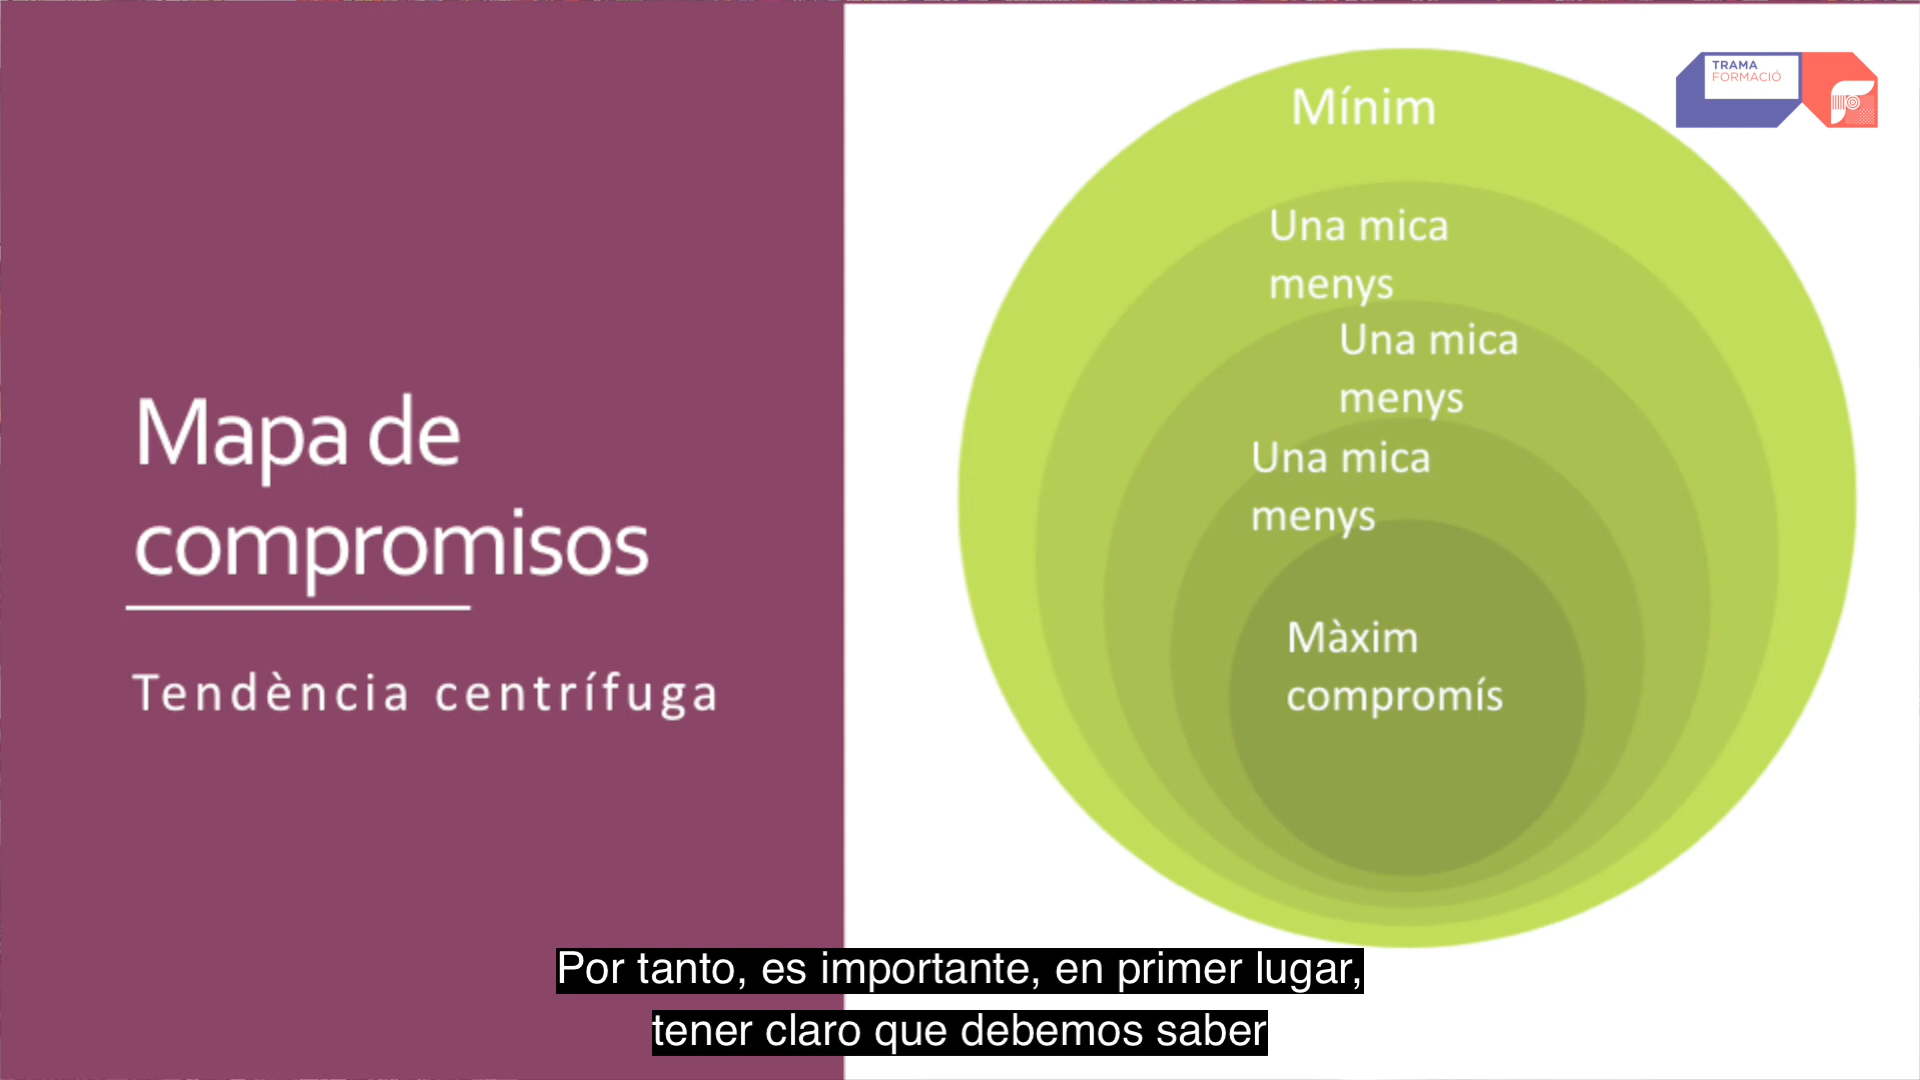 Mapa de
compromisos
Tendència centrífuga
TRAMA
FORMACIÓ
Mínim
Una mica
menys
Una mica
menys
Una mica
menys
Màxim
compromís
Por tanto, es importante, en primer lugar,
tener claro que debemos saber